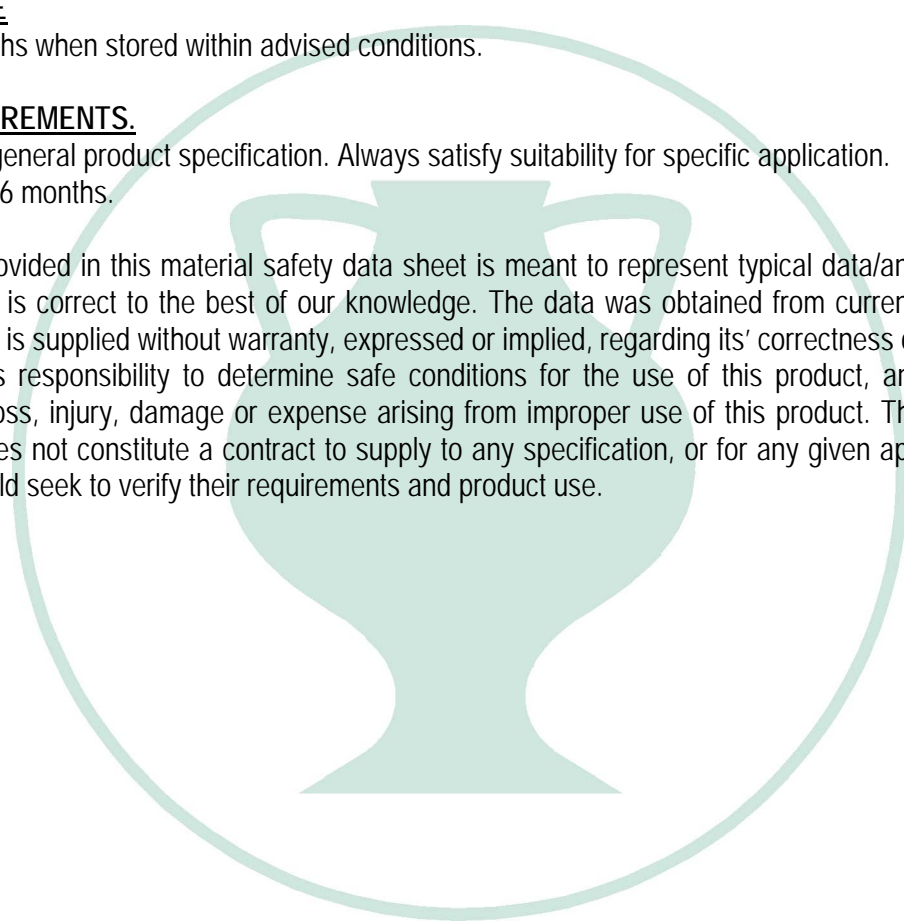 ths when stored within advised conditions.
REMENTS.
general product specification. Always satisfy suitability for specific application.
6 months.
ovided in this material safety data sheet is meant to represent typical data/an
is correct to the best of our knowledge. The data was obtained from curren
is supplied without warranty, expressed or implied, regarding its’ correctness
s responsibility to determine safe conditions for the use of this product, an
oss, injury, damage or expense arising from improper use of this product. Th
es not constitute a contract to supply to any specification, or for any given ap
ld seek to verify their requirements and product use.